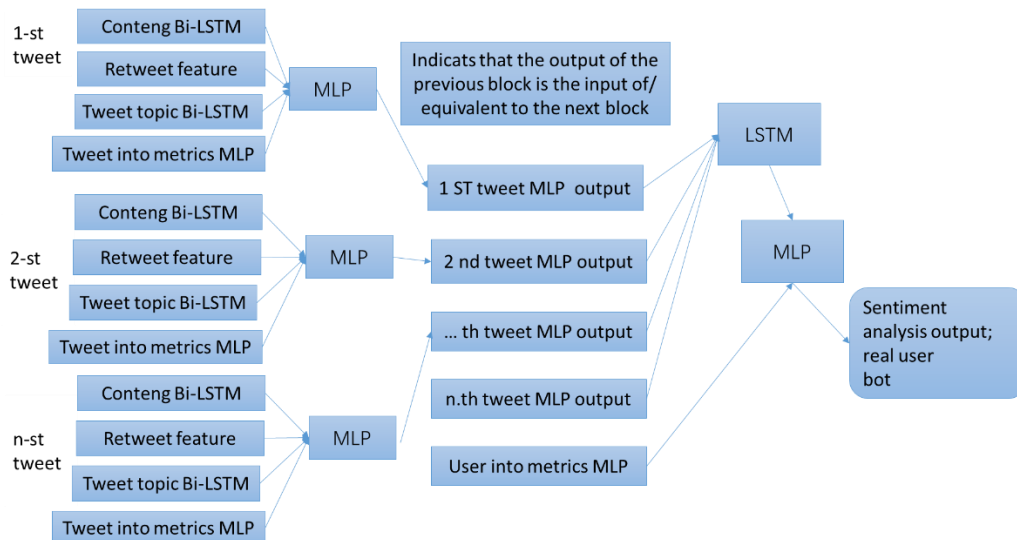 1-st
tweet
Conteng Bi-LSTM
Retweet feature
Tweet topic Bi-LSTM
Tweet into metrics MLP
MLP
2-st
tweet
Conteng Bi-LSTM
Retweet feature
Tweet topic Bi-LSTM
Tweet into metrics MLP
MLP
n-st
tweet
Conteng Bi-LSTM
Retweet feature
Tweet topic Bi-LSTM
Tweet into metrics MLP
MLP
Indicats that the output of the
previous block is the input of/
equivalent to the next block
1 ST tweet MLP output
2 nd tweet MLP output
... th tweet MLP output
n.th tweet MLP output
User into metrics MLP
LSTM
MLP
Sentiment
analysis output;
real user
bot